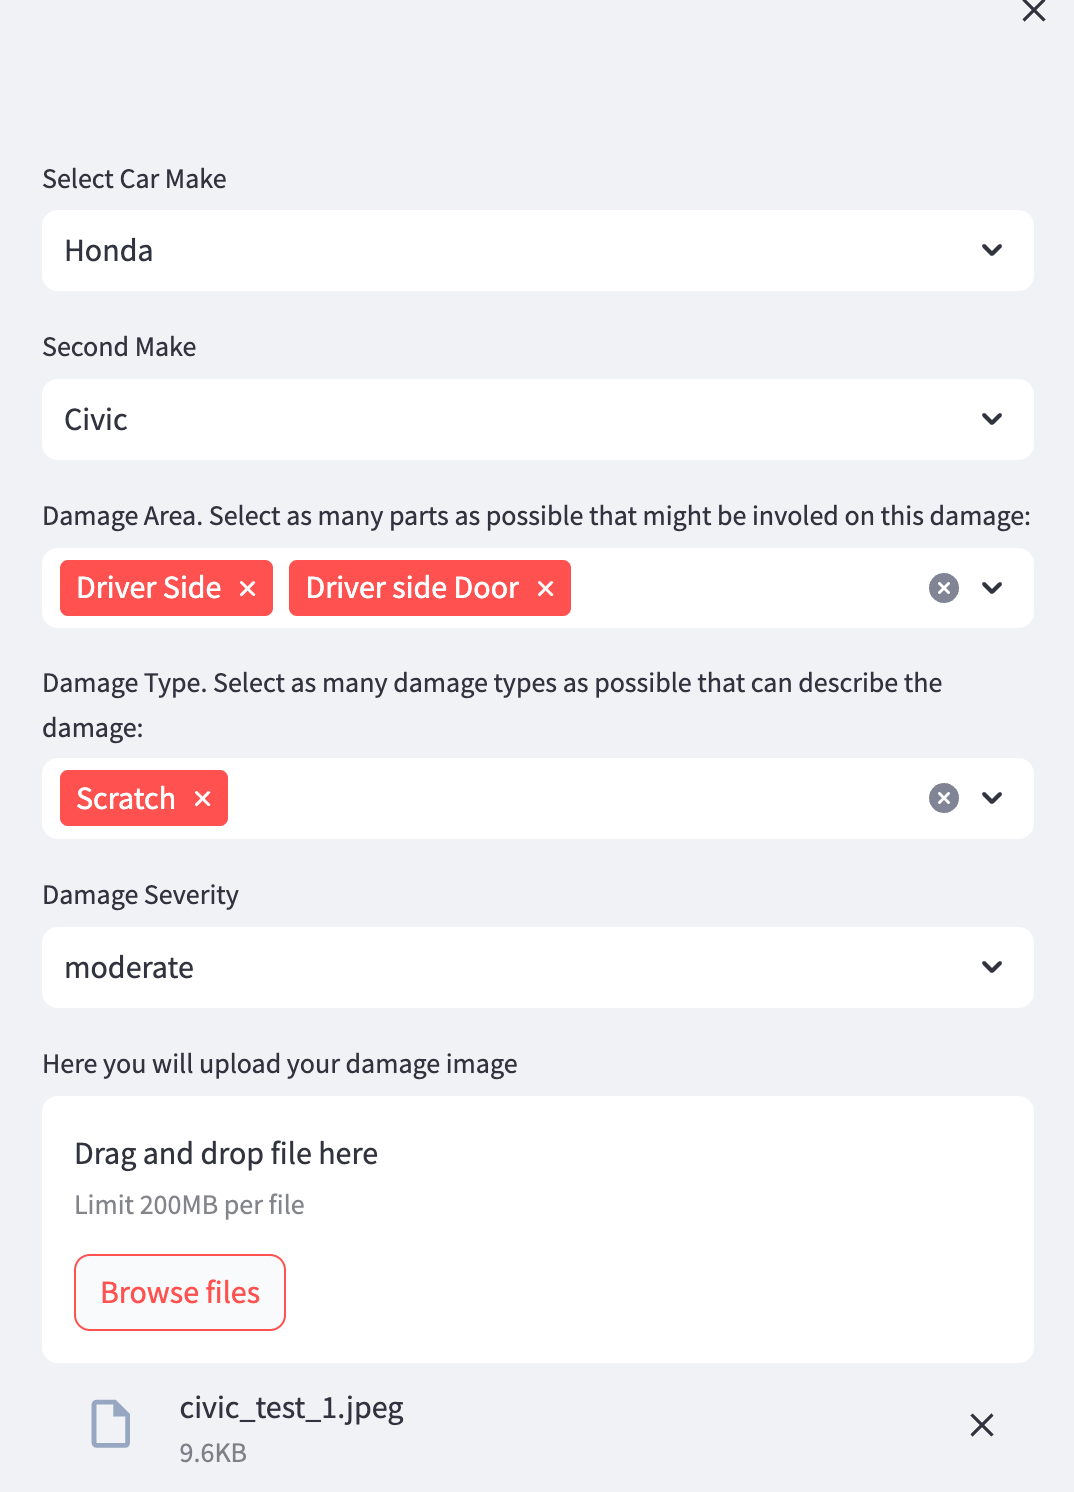 Select Car Make
Honda
Second Make
Civic
Damage Area. Select as many parts as possible that might be involed on this damage:
Driver Side
Driver side Door
Damage Type. Select as many damage types as possible that can describe the
damage:
Scratch
Damage Severity
moderate
Here you will upload your damage image
Drag and drop file here
Limit 200MB per file
Browse files
civic_test_1.jpeg
9.6KB